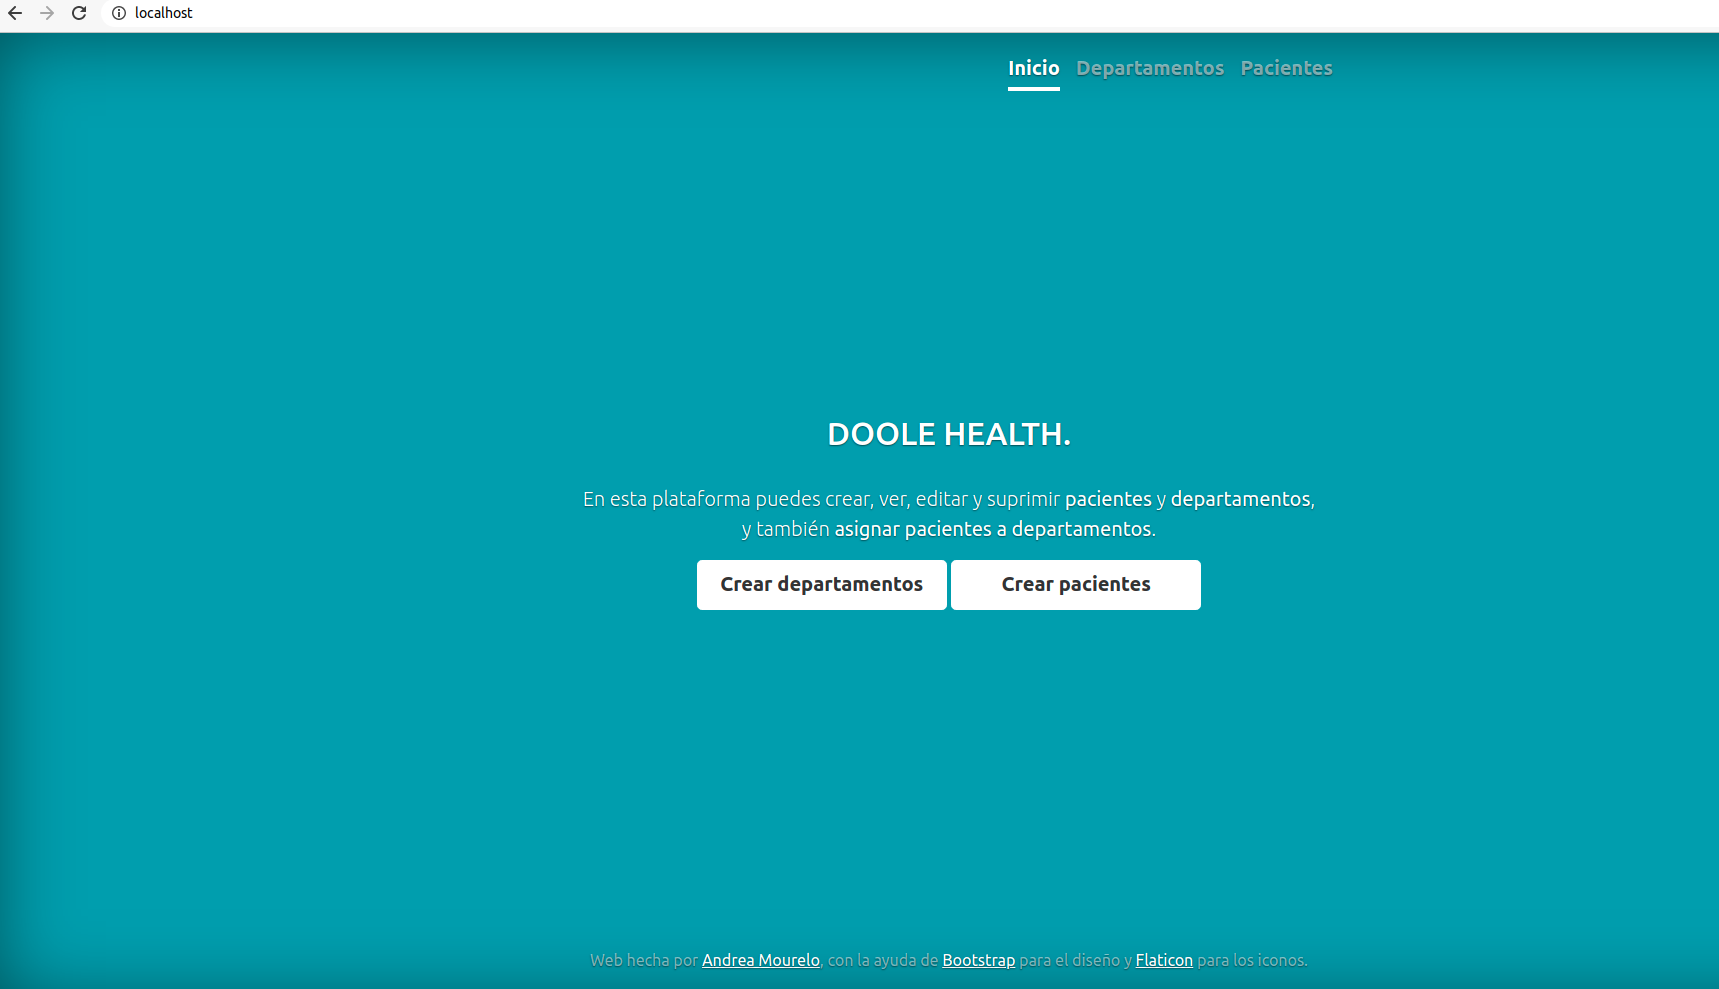 localhost
Inicio Departamentos Pacientes
DOOLE HEALTH.
En esta plataforma puedes crear, ver, editar y suprimir pacientes y departamentos,
y también asignar pacientes a departamentos.
Crear departamentos Crear pacientes
Web hecha por Andrea Mourelo, con la ayuda de Bootstrap para el diseño y Flaticon para los iconos.